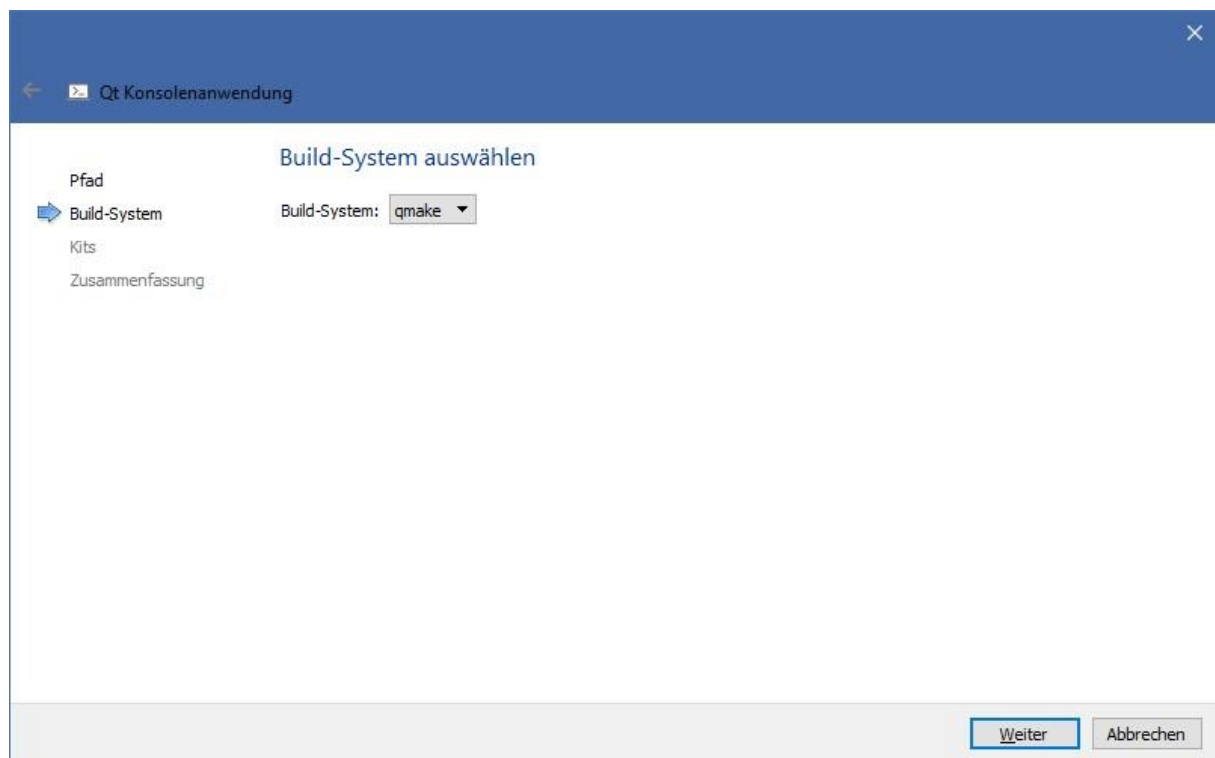 Qt Konsolenanwendung
Build-System auswählen
Pfad
Build-System
Kits
Zusammenfassung
Build-System: qmake
Weiter Abbrechen